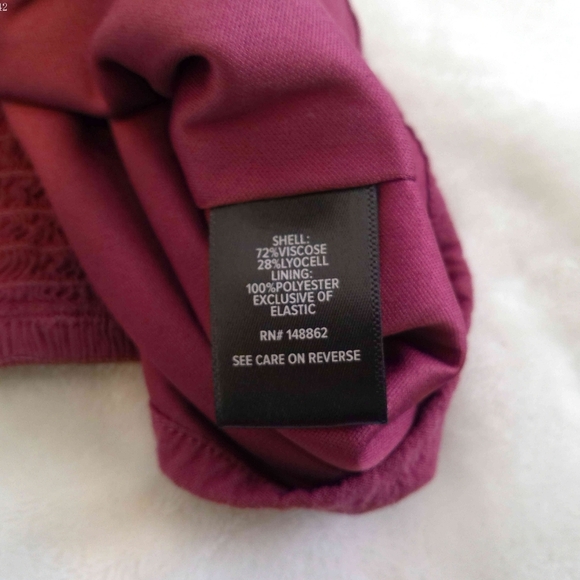 SHELL:
72%VISCOSE
28%LYOCELL
LINING:
100%POLYESTER
EXCLUSIVE OF
ELASTIC
RN# 148862
SEE CARE ON REVERSE